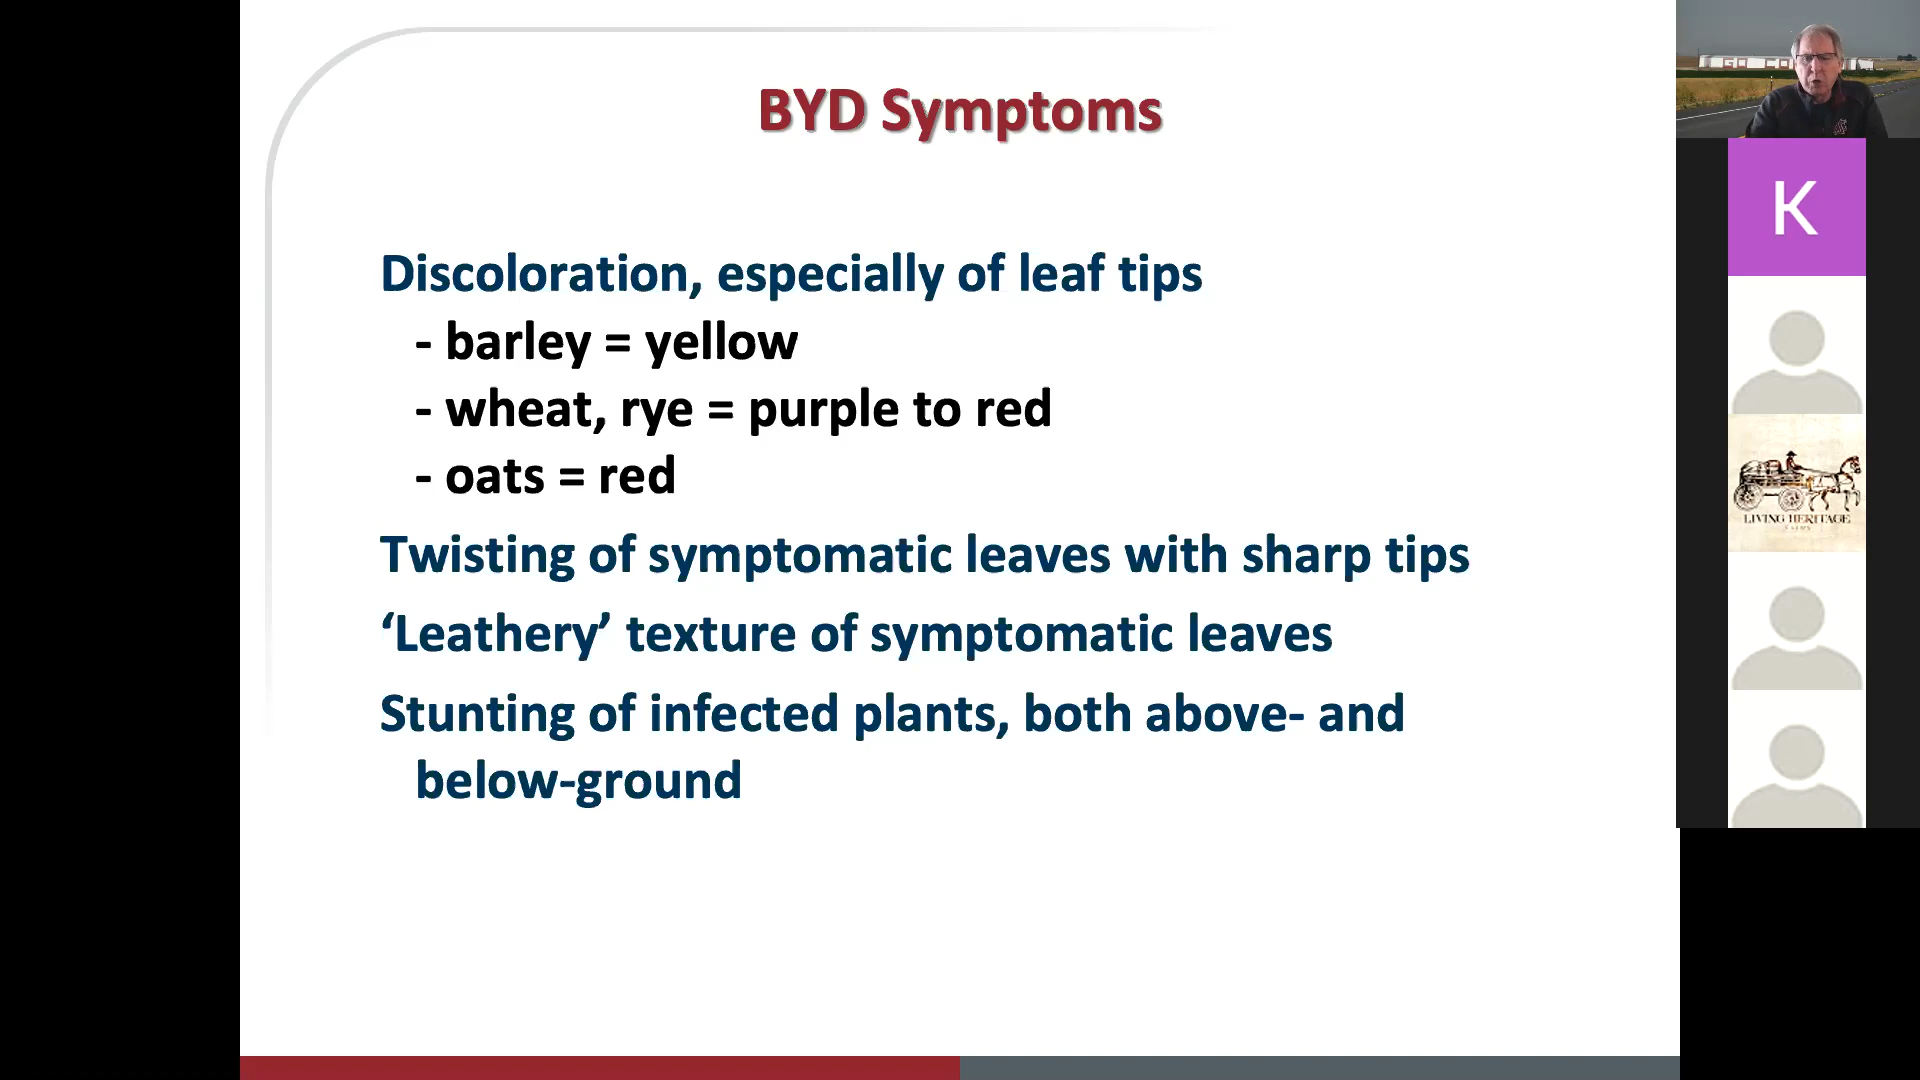 BYD Symptoms
Discoloration, especially of leaf tips
- barley = yellow
- wheat, rye = purple to red
- oats = red
Twisting of symptomatic leaves with sharp tips
‘Leathery’ texture of symptomatic leaves
Stunting of infected plants, both above- and
below-ground
K
LIVING HERITAGE